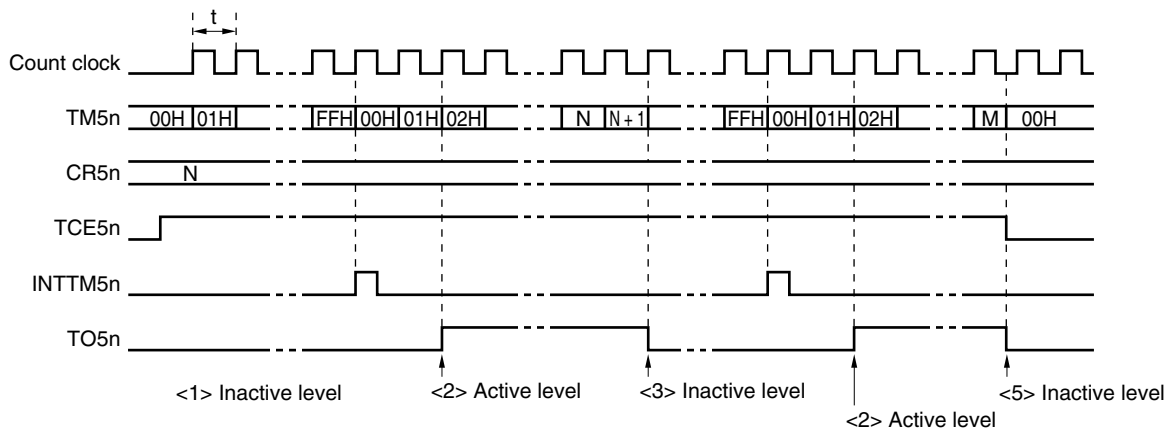 t
Count clock
TM5n 00H 01H FFH 00H 01H 02H N N + 1 FFH 00H 01H 02H M 00H
CR5n N
TCE5n
INTTM5n
TO5n
<1> Inactive level <2> Active level <3> Inactive level <5> Inactive level
<2> Active level